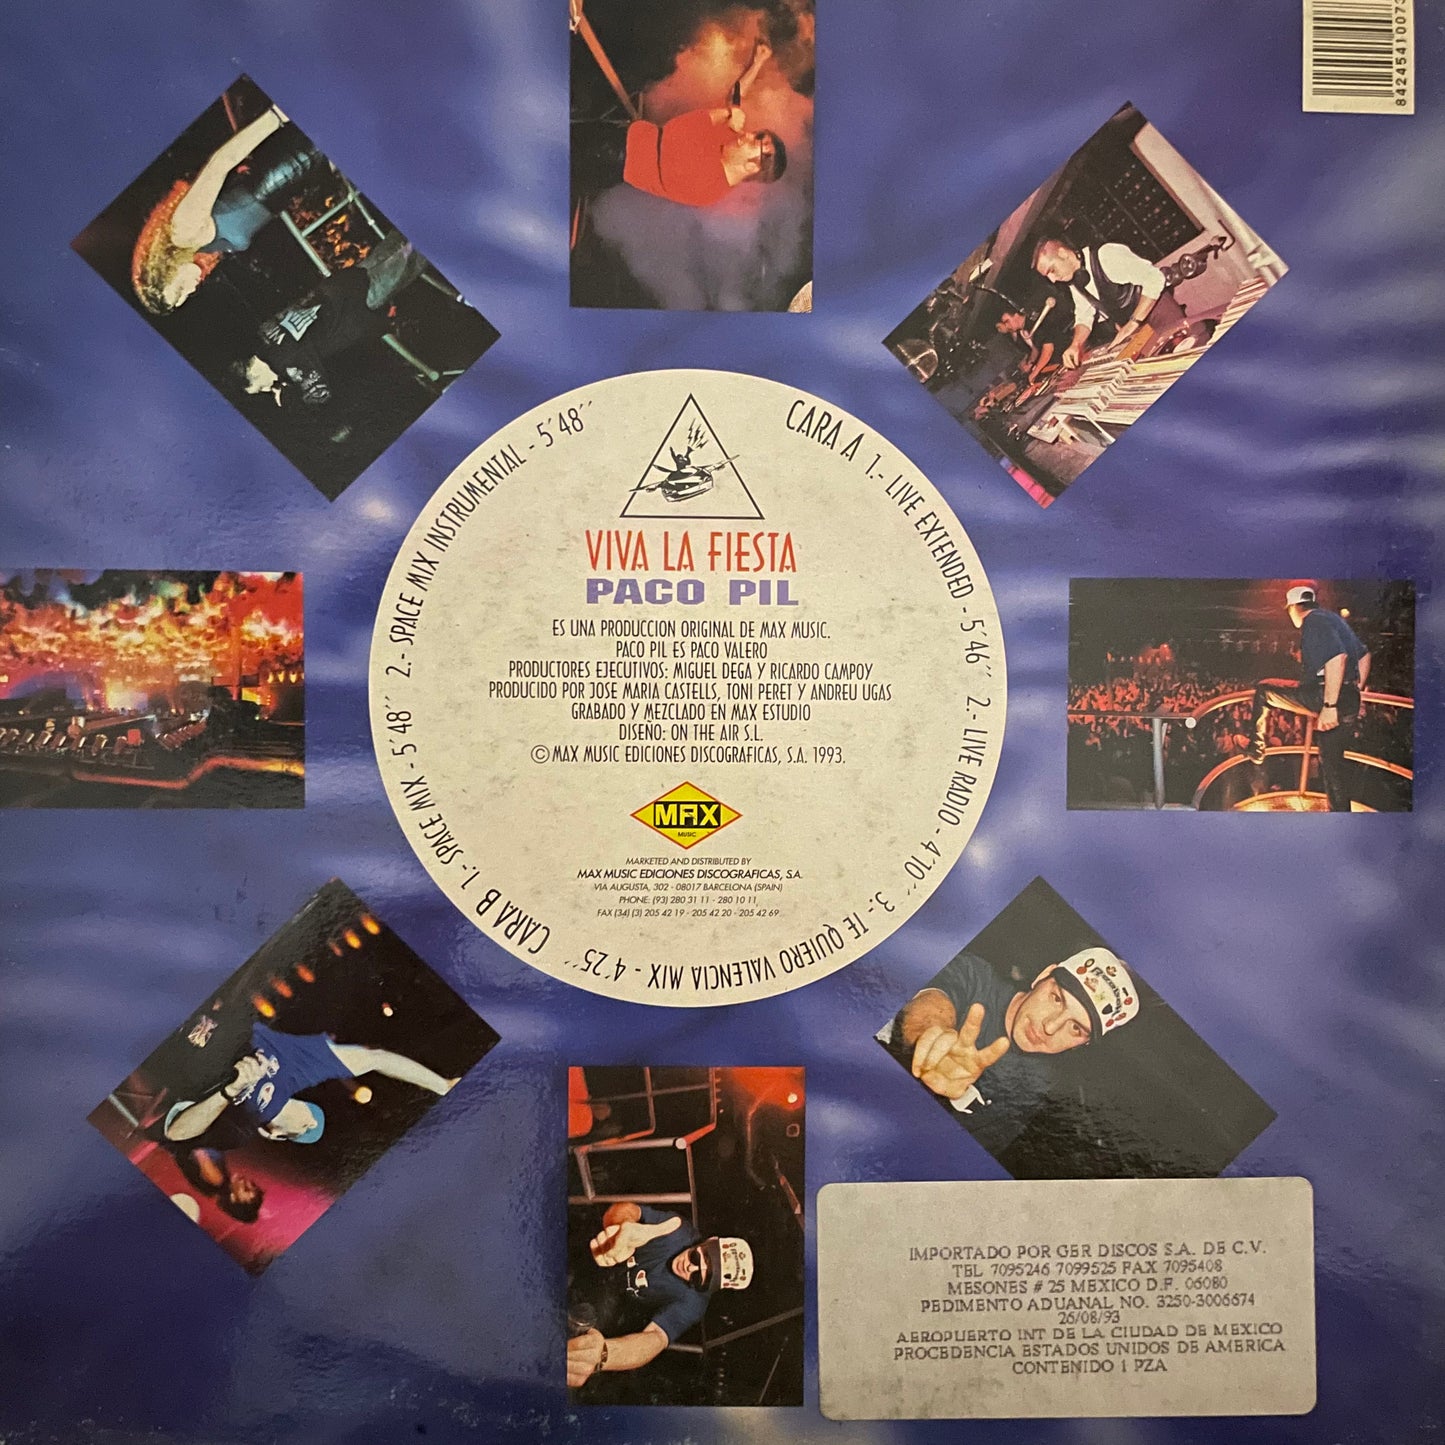 8424541007
CARA A 1.- LIVE EXTENDED - 5´46´´ 2.- LIVE RADIO - 4´10´´ 3.- TE QUIERO VALENCIA MIX - 4´25´´
CARA B 1.- SPACE MIX - 5´48´´ 2.- SPACE MIX INSTRUMENTAL - 5´48´´
VIVA LA FIESTA
PACO PIL
ES UNA PRODUCCION ORIGINAL DE MAX MUSIC.
PACO PIL ES PACO VALERO
PRODUCTORES EJECUTIVOS: MIGUEL DEGA Y RICARDO CAMPOY
PRODUCIDO POR JOSE MARIA CASTELLS, TONI PERET Y ANDREU UGAS
GRABADO Y MEZCLADO EN MAX ESTUDIO
DISEÑO: ON THE AIR S.L.
©MAX MUSIC EDICIONES DISCOGRAFICAS, S.A. 1993.
MAX
MUSIC
MARKETED AND DISTRIBUTED BY
MAX MUSIC EDICIONES DISCOGRAFICAS, S.A.
VIA AUGUSTA, 302 - 08017 BARCELONA (SPAIN)
PHONE: (93) 280 31 11 - 280 10 11,
FAX (34) (3) 205 42 19 - 205 42 20 - 205 42 69
IMPORTADO POR GER DISCOS S.A. DE C.V.
TEL 7095246 7099525 FAX 7095408
MESONES # 25 MEXICO D.F. 06080
PEDIMENTO ADUANAL NO. 3250-3006674
26/08/93
AEROPUERTO INT DE LA CIUDAD DE MEXICO
PROCEDENCIA ESTADOS UNIDOS DE AMERICA
CONTENIDO 1 PZA